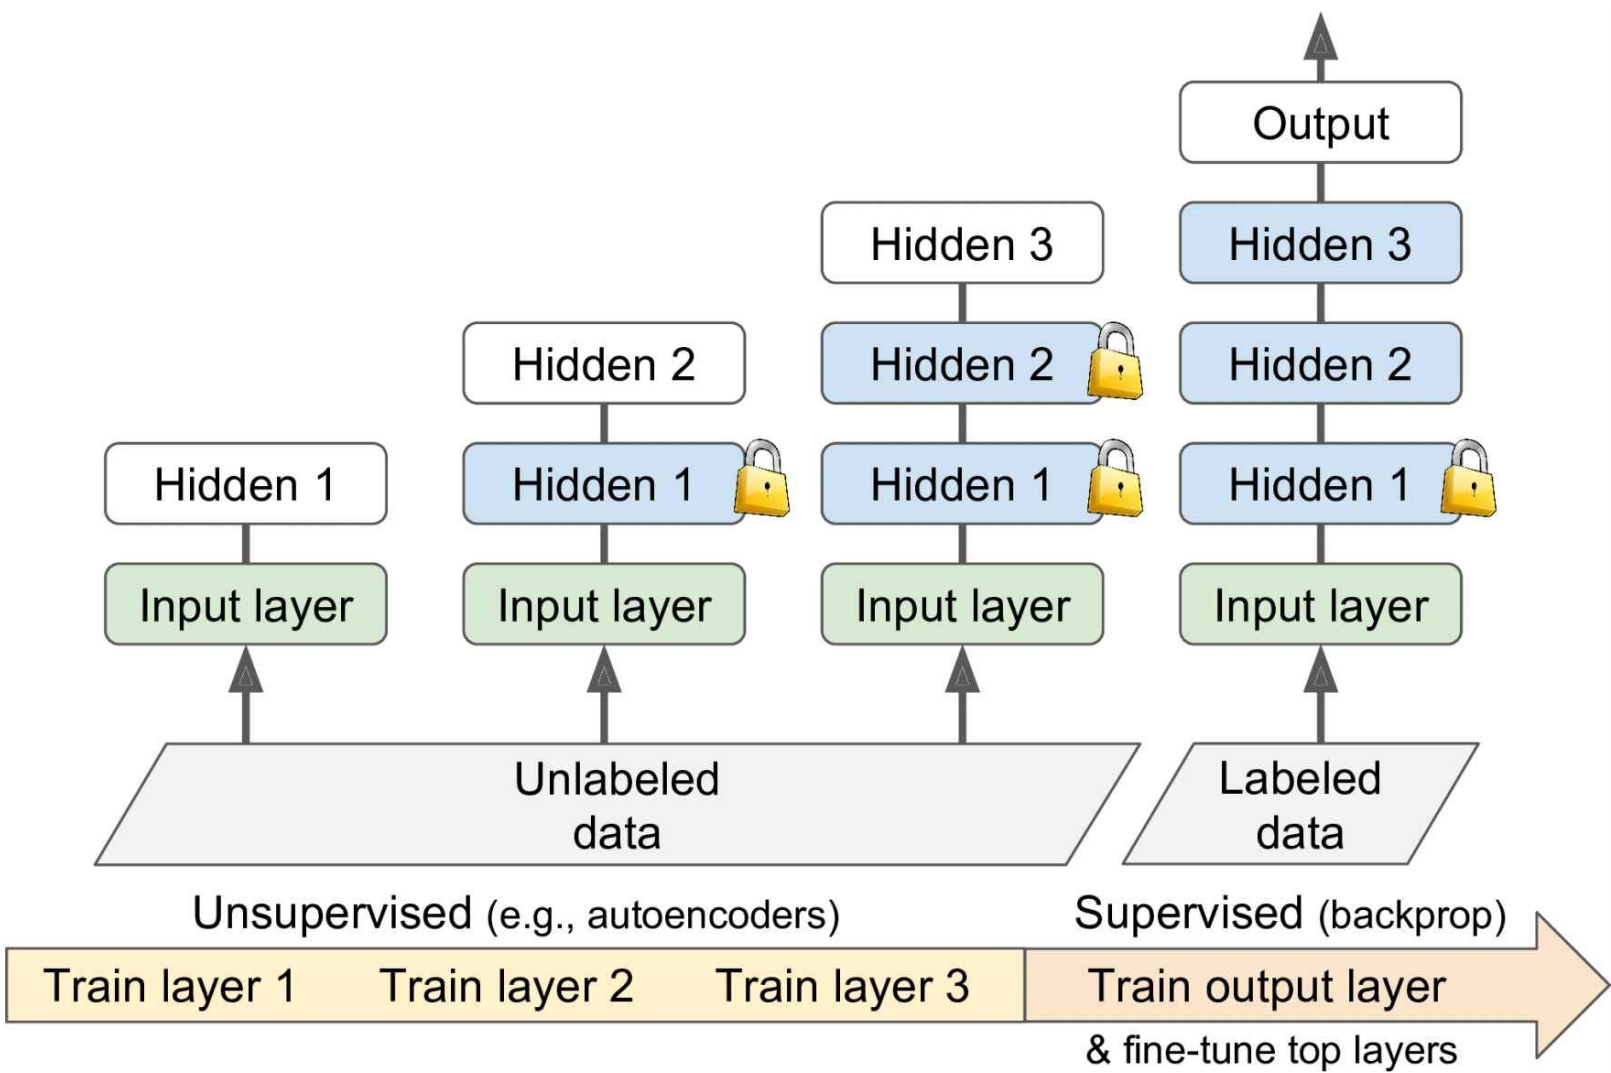 Output
Hidden 3
Hidden 3
Hidden 2
Hidden 2
Hidden 2
Hidden 1
Hidden 1
Hidden 1
Hidden 1
Input layer
Input layer
Input layer
Input layer
Unlabeled
data
Labeled
data
Unsupervised (e.g., autoencoders)
Supervised (backprop)
Train layer 1
Train layer 2
Train layer 3
Train output layer
& fine-tune top layers